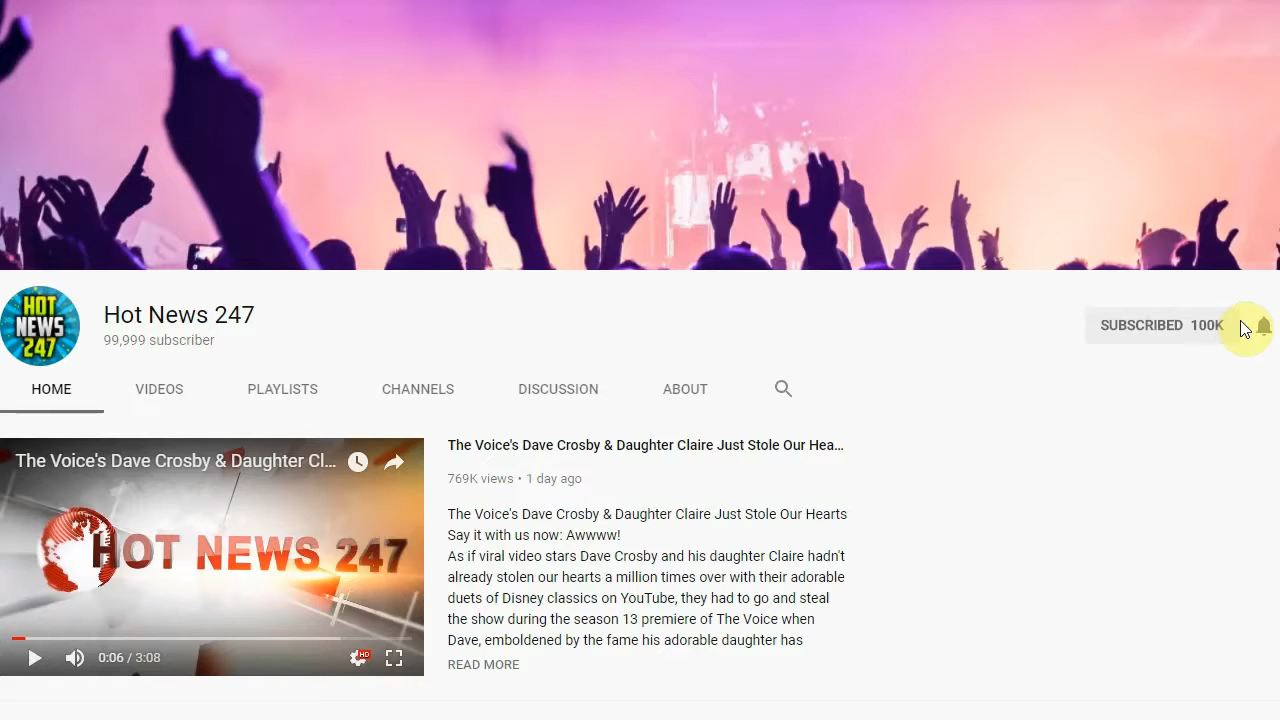 HOT
NEWS
247
Hot News 247
99,999 subscriber
SUBSCRIBED 100K
HOME VIDEOS PLAYLISTS CHANNELS DISCUSSION ABOUT
The Voice's Dave Crosby & Daughter Cl...
HOT NEWS 247
0:06 / 3:08
HD
The Voice's Dave Crosby & Daughter Claire Just Stole Our Hea...
769K views • 1 day ago
The Voice's Dave Crosby & Daughter Claire Just Stole Our Hearts
Say it with us now: Awwww!
As if viral video stars Dave Crosby and his daughter Claire hadn't
already stolen our hearts a million times over with their adorable
duets of Disney classics on YouTube, they had to go and steal
the show during the season 13 premiere of The Voice when
Dave, emboldened by the fame his adorable daughter has
READ MORE